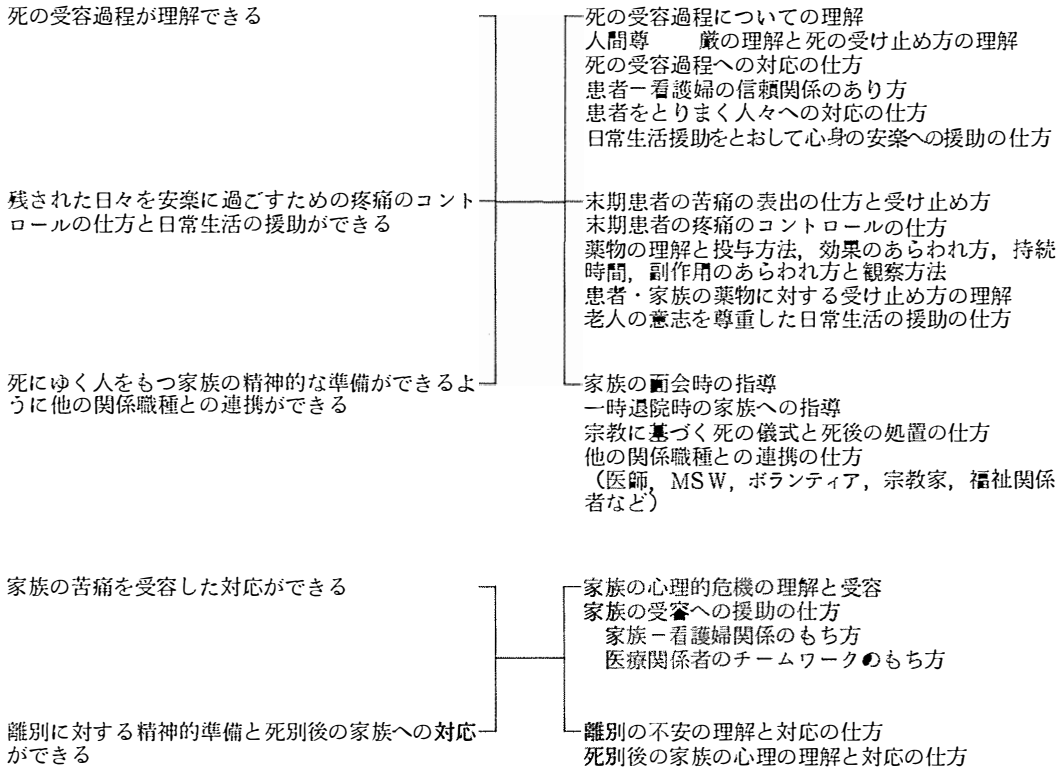 死の受容過程が理解できる
死の受容過程についての理解
人間尊 厳の理解と死の受け止め方の理解
死の受容過程への対応の仕方
患者－看護婦の信頼関係のあり方
患者をとりまく人々への対応の仕方
日常生活援助をとおして心身の安楽への援助の仕方
残された日々を安楽に過ごすための疼痛のコント
ロールの仕方と日常生活の援助ができる
末期患者の苦痛の表出の仕方と受け止め方
末期患者の疼痛のコントロールの仕方
薬物の理解と投与方法，効果のあらわれ方，持続
時間，副作用のあらわれ方と観察方法
患者・家族の薬物に対する受け止め方の理解
老人の意志を尊重した日常生活の援助の仕方
死にゆく人をもつ家族の精神的な準備ができるよ
うに他の関係職種との連携ができる
家族の面会時の指導
一時退院時の家族への指導
宗教に基づく死の儀式と死後の処置の仕方
他の関係職種との連携の仕方
（医師，MSW，ボランティア，宗教家，福祉関係
者など）
家族の苦痛を受容した対応ができる
家族の心理的危機の理解と受容
家族の受容への援助の仕方
家族－看護婦関係のもち方
医療関係者のチームワークのもち方
離別に対する精神的準備と死別後の家族への対応
ができる
離別の不安の理解と対応の仕方
死別後の家族の心理の理解と対応の仕方